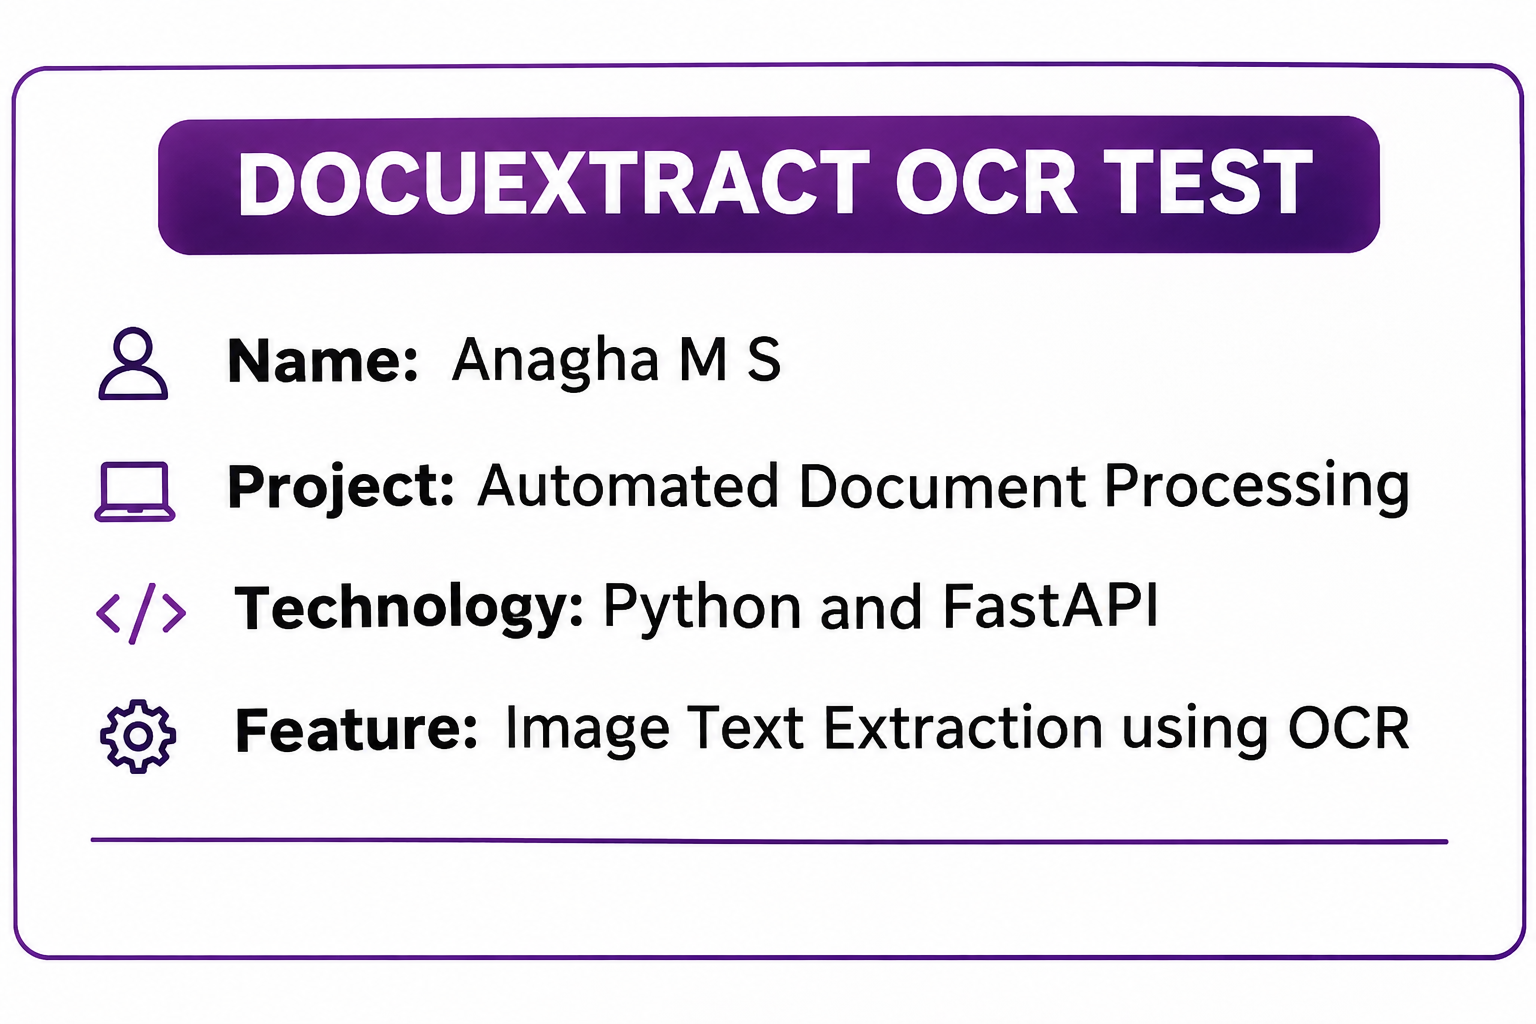 DOCUEXTRACT OCR TEST
Name: Anagha M S
Project: Automated Document Processing
Technology: Python and FastAPI
Feature: Image Text Extraction using OCR